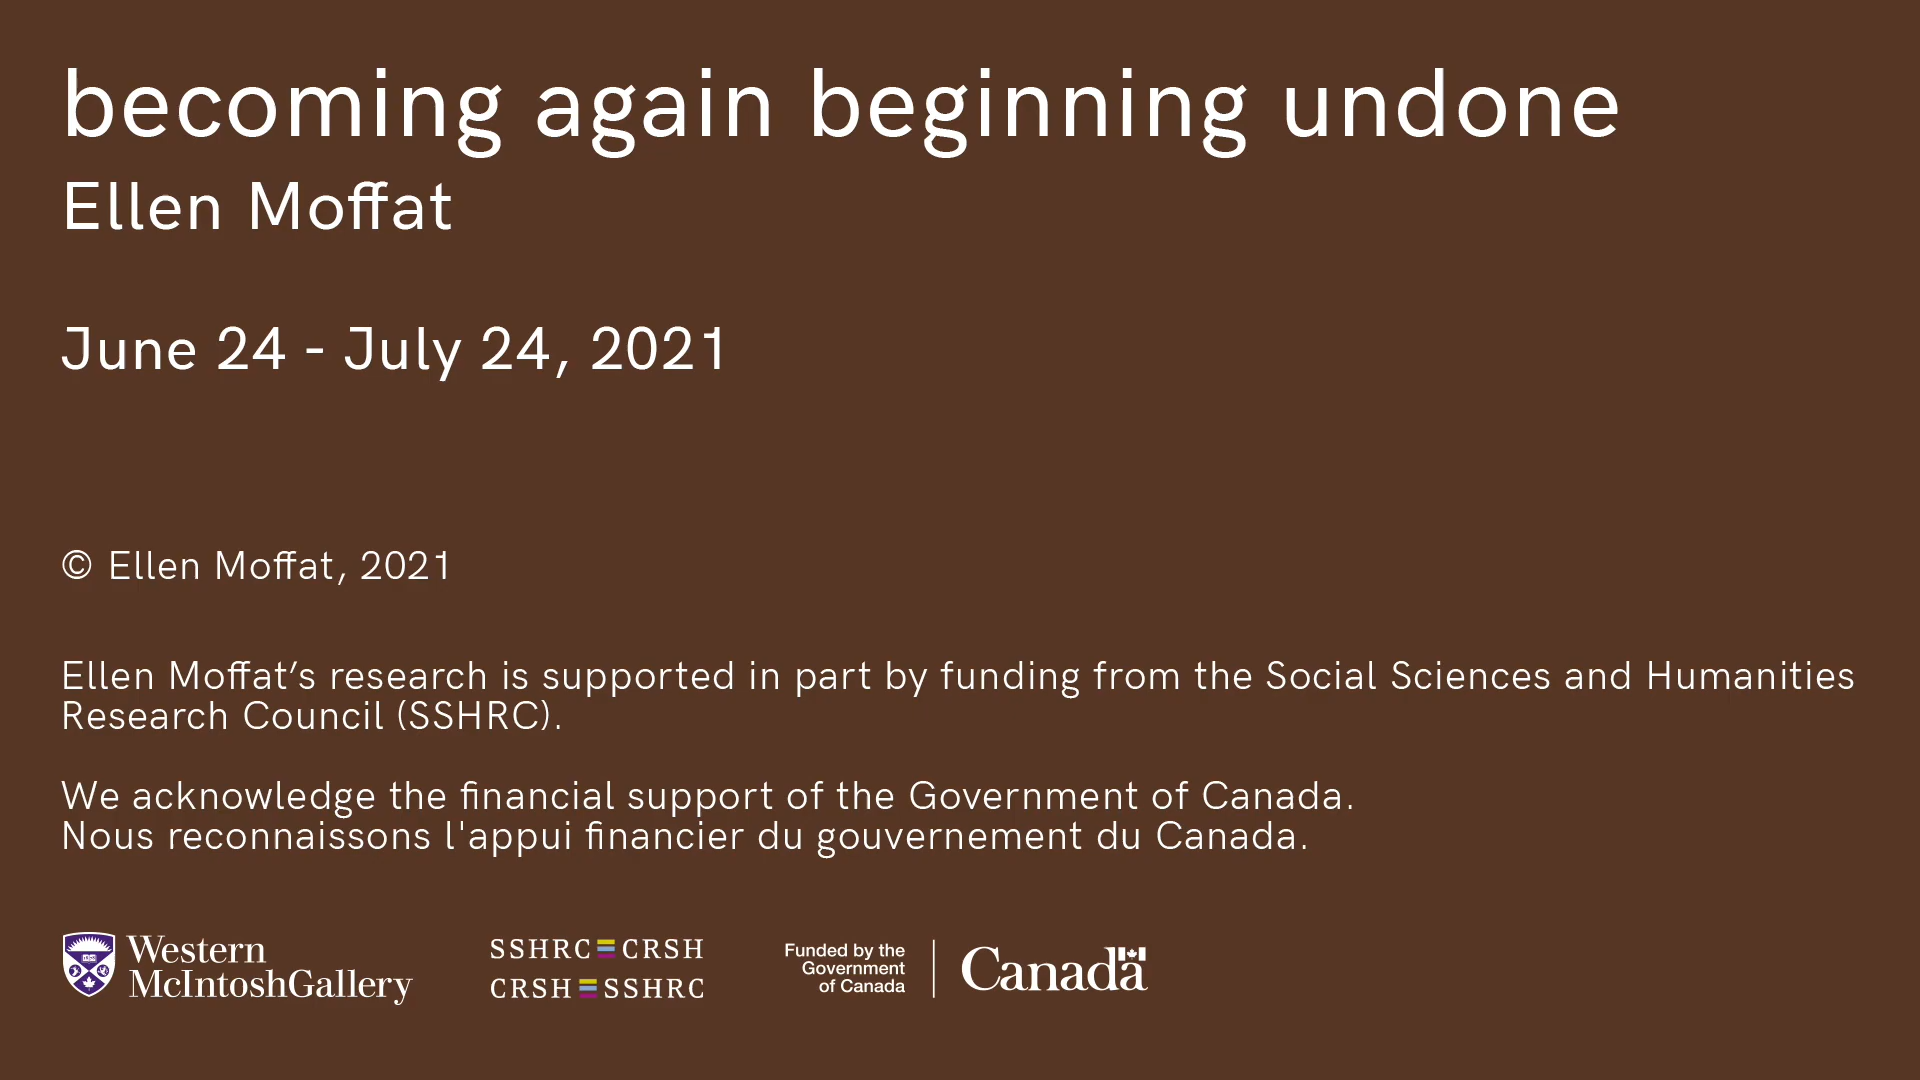 becoming again beginning undone
Ellen Moffat
June 24 - July 24, 2021
© Ellen Moffat, 2021
Ellen Moffat’s research is supported in part by funding from the Social Sciences and Humanities
Research Council (SSHRC).
We acknowledge the financial support of the Government of Canada.
Nous reconnaissons l'appui financier du gouvernement du Canada.
Western
McIntoshGallery
SSHRC CRSH
CRSH SSHRC
Funded by the
Government
of Canada
Canada